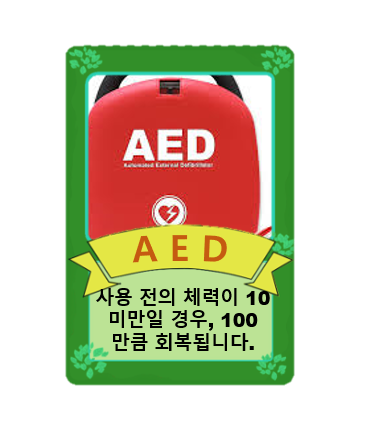 AED
Automated External Defibrillator
A E D
사용 전의 체력이 10
미만일 경우, 100
만큼 회복됩니다.